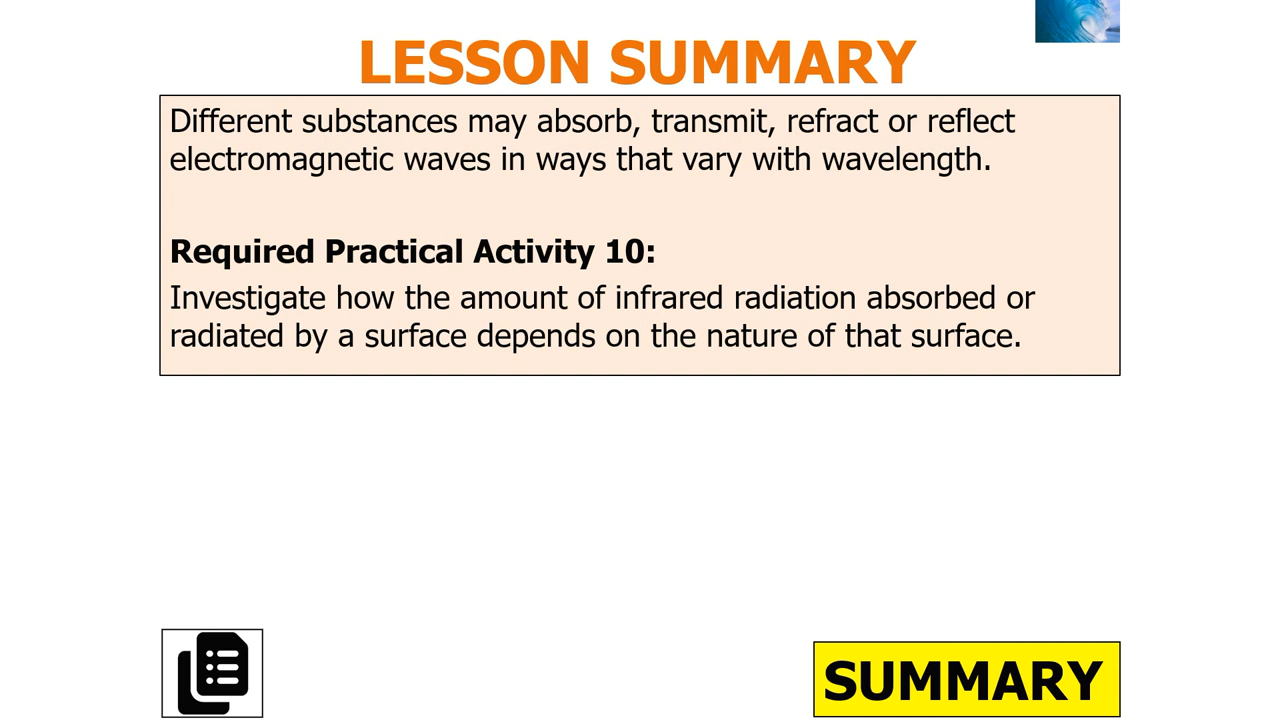 LESSON SUMMARY
Different substances may absorb, transmit, refract or reflect
electromagnetic waves in ways that vary with wavelength.
Required Practical Activity 10:
Investigate how the amount of infrared radiation absorbed or
radiated by a surface depends on the nature of that surface.
SUMMARY